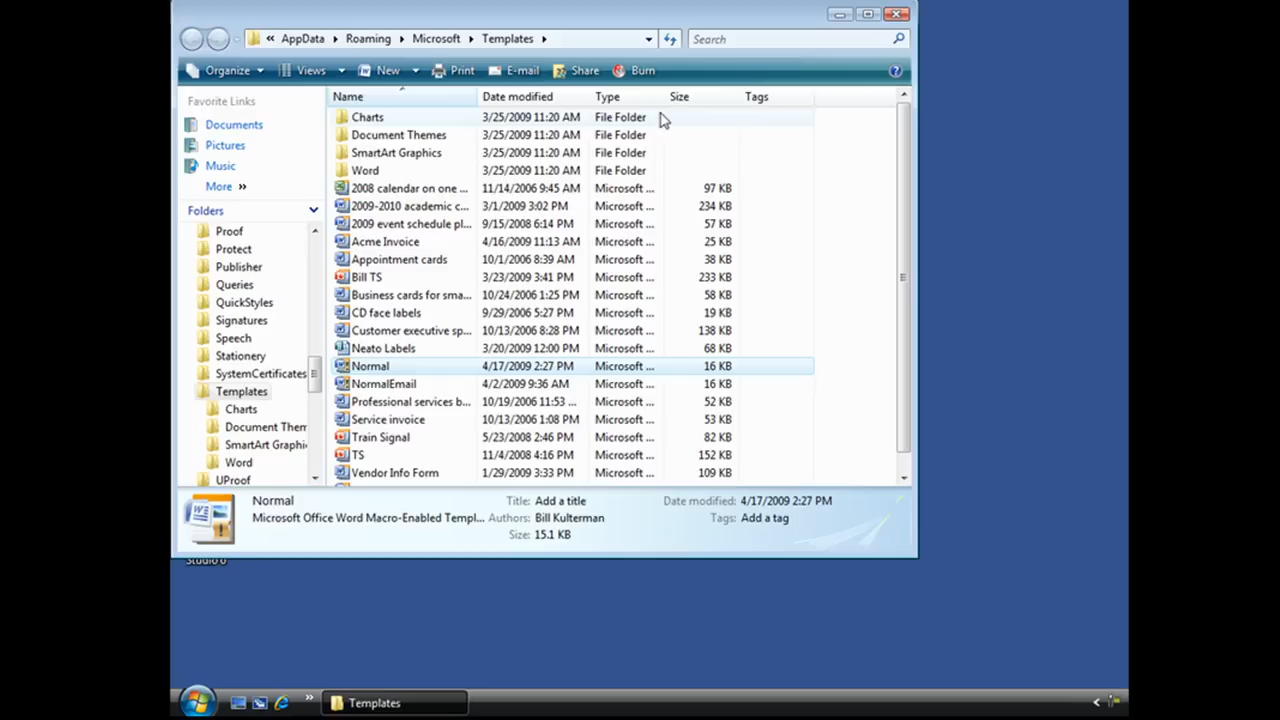 « AppData Roaming Microsoft Templates
Search
Organize Views New Print E-mail Share Burn
Favorite Links
Documents
Pictures
Music
More »
Folders
Proof
Protect
Publisher
Queries
QuickStyles
Signatures
Speech
Stationery
SystemCertificates
Templates
Charts
Document Them
SmartArt Graphi
Word
UProof
Name Date modified Type Size Tags
Charts 3/25/2009 11:20 AM File Folder
Document Themes 3/25/2009 11:20 AM File Folder
SmartArt Graphics 3/25/2009 11:20 AM File Folder
Word 3/25/2009 11:20 AM File Folder
2008 calendar on one ... 11/14/2006 9:45 AM Microsoft ... 97 KB
2009-2010 academic c... 3/1/2009 3:02 PM Microsoft ... 234 KB
2009 event schedule pl... 9/15/2008 6:14 PM Microsoft ... 57 KB
Acme Invoice 4/16/2009 11:13 AM Microsoft ... 25 KB
Appointment cards 10/1/2006 8:39 AM Microsoft ... 38 KB
Bill TS 3/23/2009 3:41 PM Microsoft ... 233 KB
Business cards for sma... 10/24/2006 1:25 PM Microsoft ... 58 KB
CD face labels 9/29/2006 5:27 PM Microsoft ... 19 KB
Customer executive sp... 10/13/2006 8:28 PM Microsoft ... 138 KB
Neato Labels 3/20/2009 12:00 PM Microsoft ... 68 KB
Normal 4/17/2009 2:27 PM Microsoft ... 16 KB
NormalEmail 4/2/2009 9:36 AM Microsoft ... 16 KB
Professional services b... 10/19/2006 11:53 ... Microsoft ... 52 KB
Service invoice 10/13/2006 1:08 PM Microsoft ... 53 KB
Train Signal 5/23/2008 2:46 PM Microsoft ... 82 KB
TS 11/4/2008 4:16 PM Microsoft ... 152 KB
Vendor Info Form 1/29/2009 3:33 PM Microsoft ... 109 KB
Normal Title: Add a title Date modified: 4/17/2009 2:27 PM
Microsoft Office Word Macro-Enabled Templ... Authors: Bill Kulterman Tags: Add a tag
Size: 15.1 KB
Studio 6
Templates